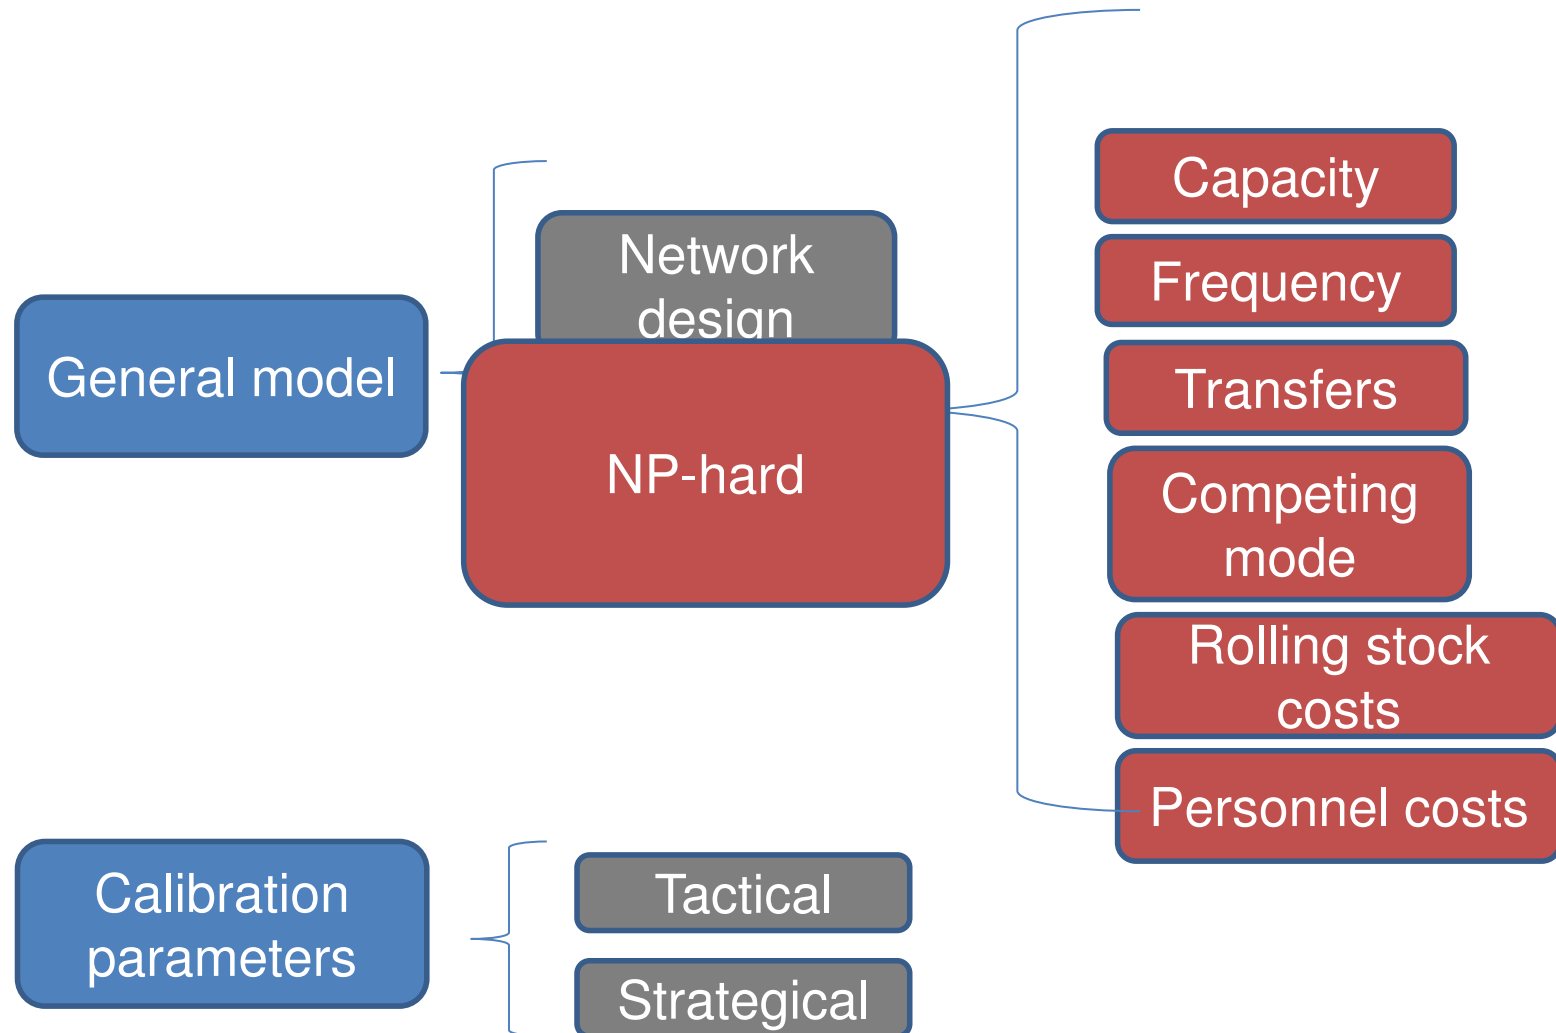 General model
Network
design
NP-hard
Capacity
Frequency
Transfers
Competing
mode
Rolling stock
costs
Personnel costs
Calibration
parameters
Tactical
Strategical